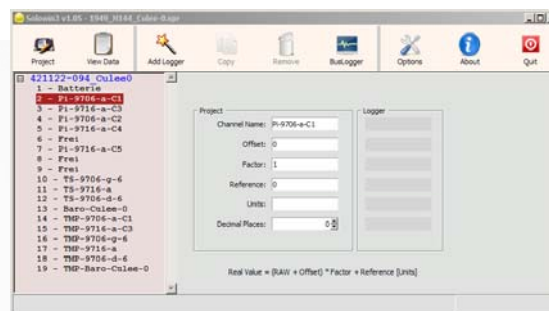 Solexis3 v1.05 - 1949_H144_Culee-0.spr
Project View Data Add Logger Copy Remove BusLogger Options About Quit
421122-094_Culee0
1 - Batterie
2 - Pi-9706-a-C1
3 - Pi-9716-a-C3
4 - Pi-9706-a-C2
5 - Pi-9716-a-C4
6 - Frei
7 - Pi-9716-a-C5
8 - Frei
9 - Frei
10 - TS-9706-g-6
11 - TS-9716-a
12 - TS-9706-d-6
13 - Baro-Culee-0
14 - TMP-9706-a-C1
15 - TMP-9716-a-C3
16 - TMP-9706-g-6
17 - TMP-9716-a
18 - TMP-9706-d-6
19 - TMP-Baro-Culee-0
Project Logger
Channel Name: Pi-9706-a-C1
Offset: 0
Factor: 1
Reference: 0
Units:
Decimal Places: 0
Real Value = (RAW + Offset) * Factor + Reference [Units]